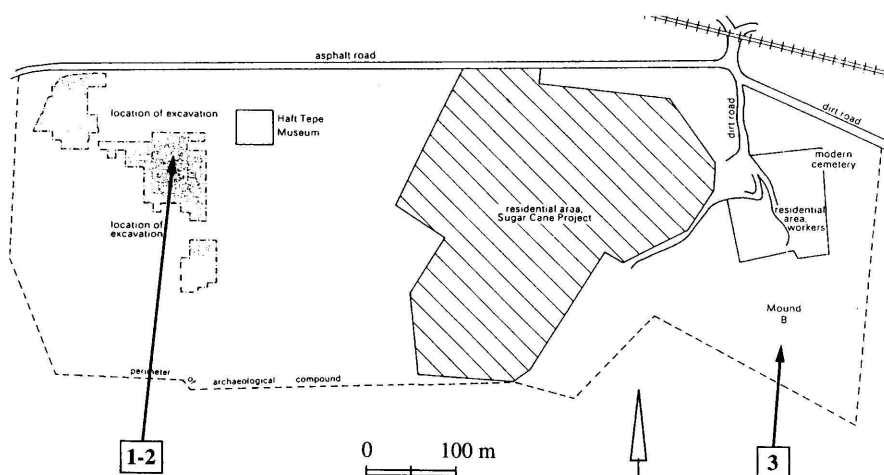 asphalt road
location of excavation
Haft Tepe
Museum
dirt road
dirt road
modern
cemetery
residential area,
Sugar Cane Project
residential
area,
workers
location of
excavation
Mound
B
perimeter
archaeological compound
1-2
0 100 m
3